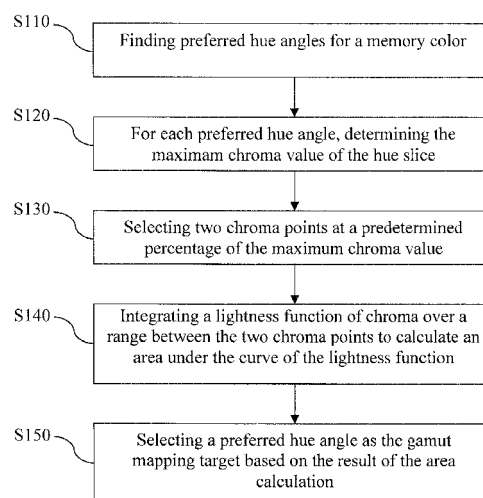 S110
Finding preferred hue angles for a memory color
S120
For each preferred hue angle, determining the
maximam chroma value of the hue slice
S130
Selecting two chroma points at a predetermined
percentage of the maximum chroma value
S140
Integrating a lightness function of chroma over a
range between the two chroma points to calculate an
area under the curve of the lightness function
S150
Selecting a preferred hue angle as the gamut
mapping target based on the result of the area
calculation